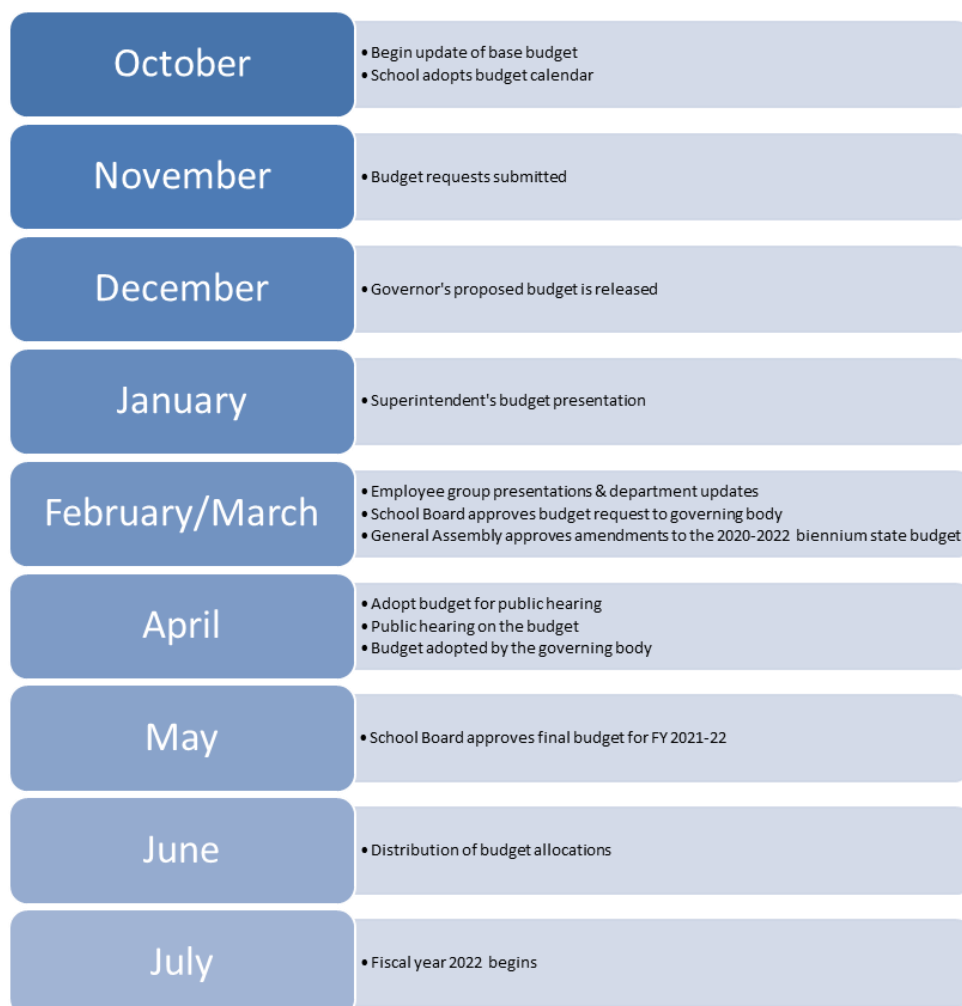 October
• Begin update of base budget
• School adopts budget calendar
November
• Budget requests submitted
December
• Governor's proposed budget is released
January
• Superintendent's budget presentation
February/March
• Employee group presentations & department updates
• School Board approves budget request to governing body
• General Assembly approves amendments to the 2020-2022 biennium state budget
April
• Adopt budget for public hearing
• Public hearing on the budget
• Budget adopted by the governing body
May
• School Board approves final budget for FY 2021-22
June
• Distribution of budget allocations
July
• Fiscal year 2022 begins